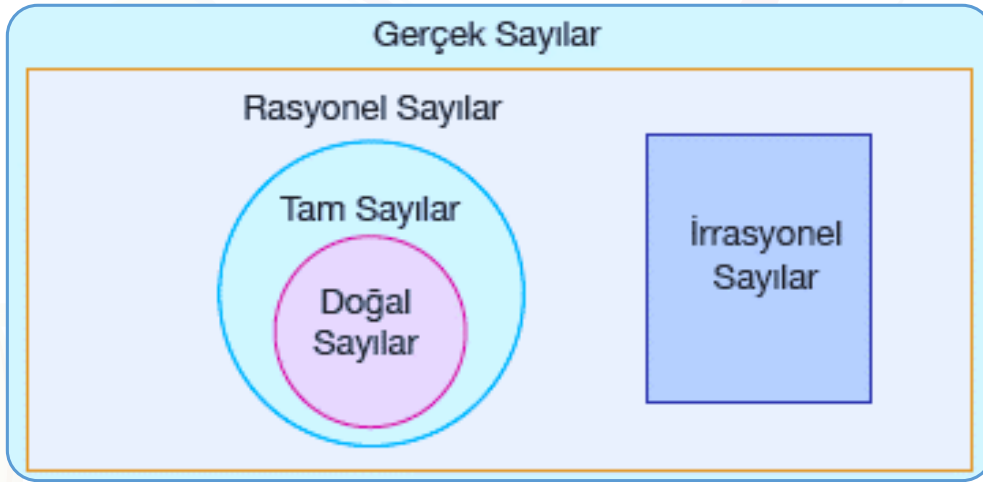 Gerçek Sayılar
Rasyonel Sayılar
Tam Sayılar
Doğal
Sayılar
İrrasyonel
Sayılar